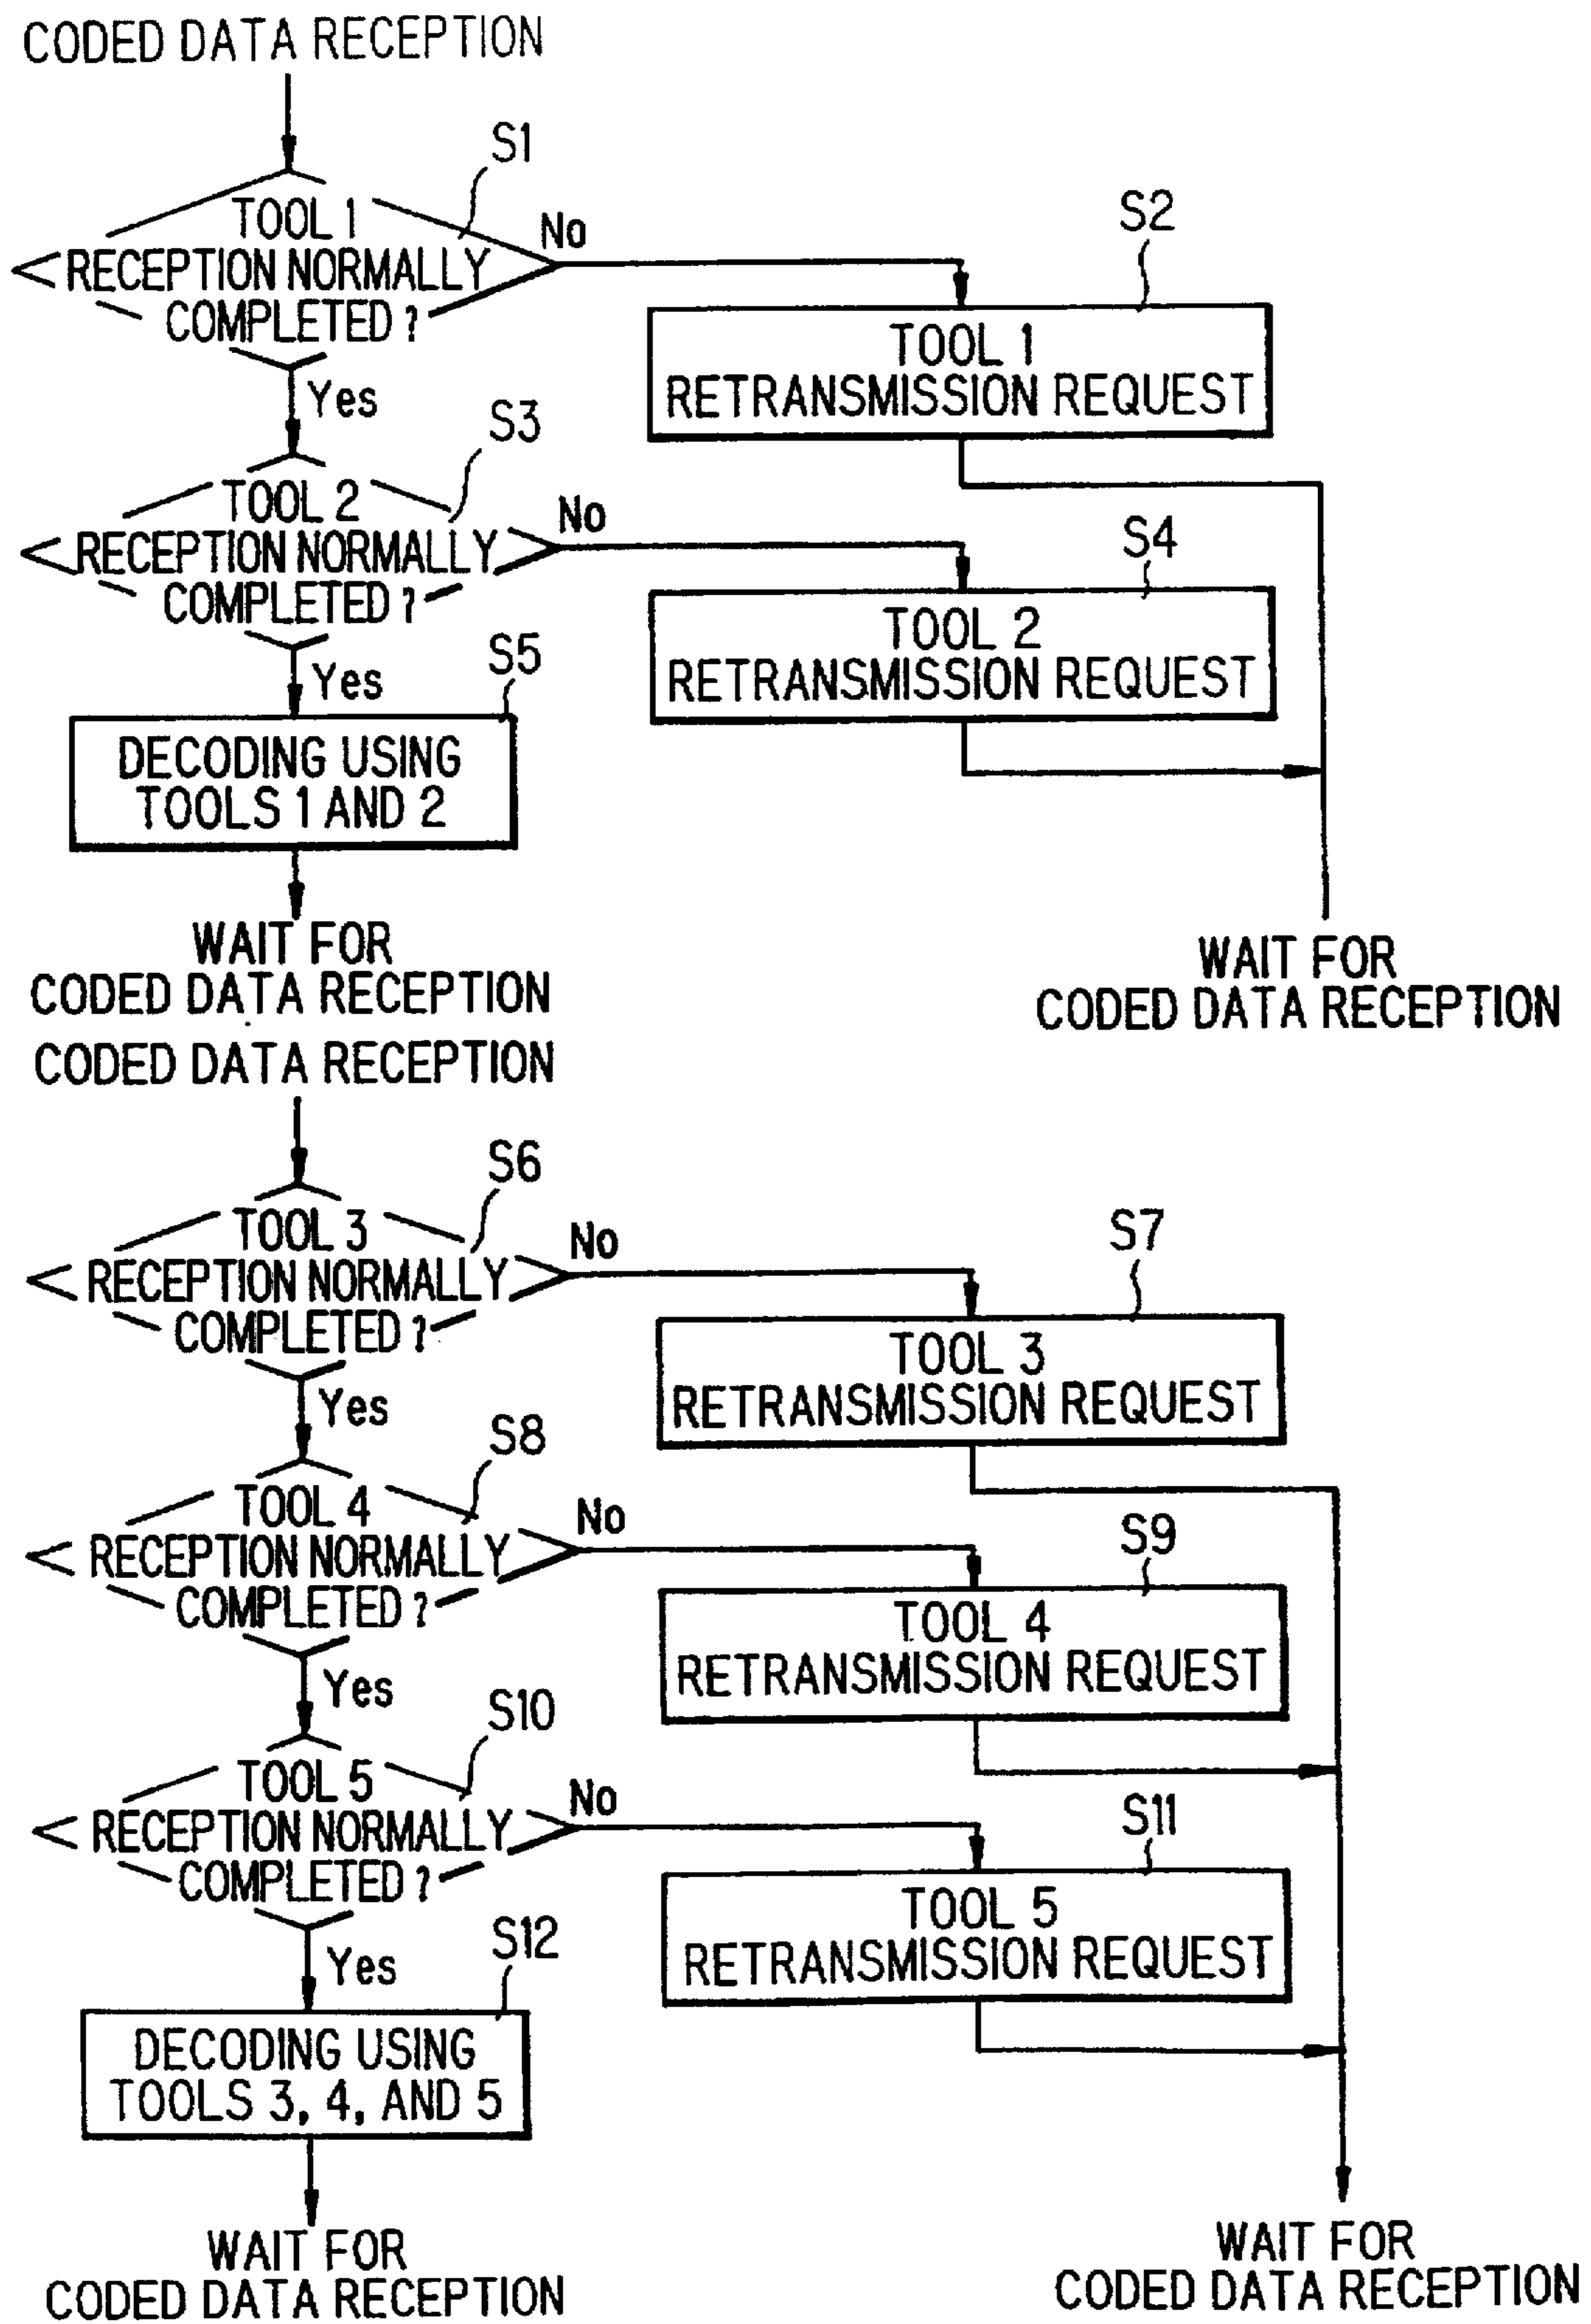 CODED DATA RECEPTION
S1
TOOL 1
RECEPTION NORMALLY
COMPLETED ?
No
S2
TOOL 1
RETRANSMISSION REQUEST
Yes
S3
TOOL 2
RECEPTION NORMALLY
COMPLETED ?
No
S4
TOOL 2
RETRANSMISSION REQUEST
Yes
S5
DECODING USING
TOOLS 1 AND 2
WAIT FOR
CODED DATA RECEPTION
WAIT FOR
CODED DATA RECEPTION
CODED DATA RECEPTION
S6
TOOL 3
RECEPTION NORMALLY
COMPLETED ?
No
S7
TOOL 3
RETRANSMISSION REQUEST
Yes
S8
TOOL 4
RECEPTION NORMALLY
COMPLETED ?
No
S9
TOOL 4
RETRANSMISSION REQUEST
Yes
S10
TOOL 5
RECEPTION NORMALLY
COMPLETED ?
No
S11
TOOL 5
RETRANSMISSION REQUEST
Yes
S12
DECODING USING
TOOLS 3, 4, AND 5
WAIT FOR
CODED DATA RECEPTION
WAIT FOR
CODED DATA RECEPTION